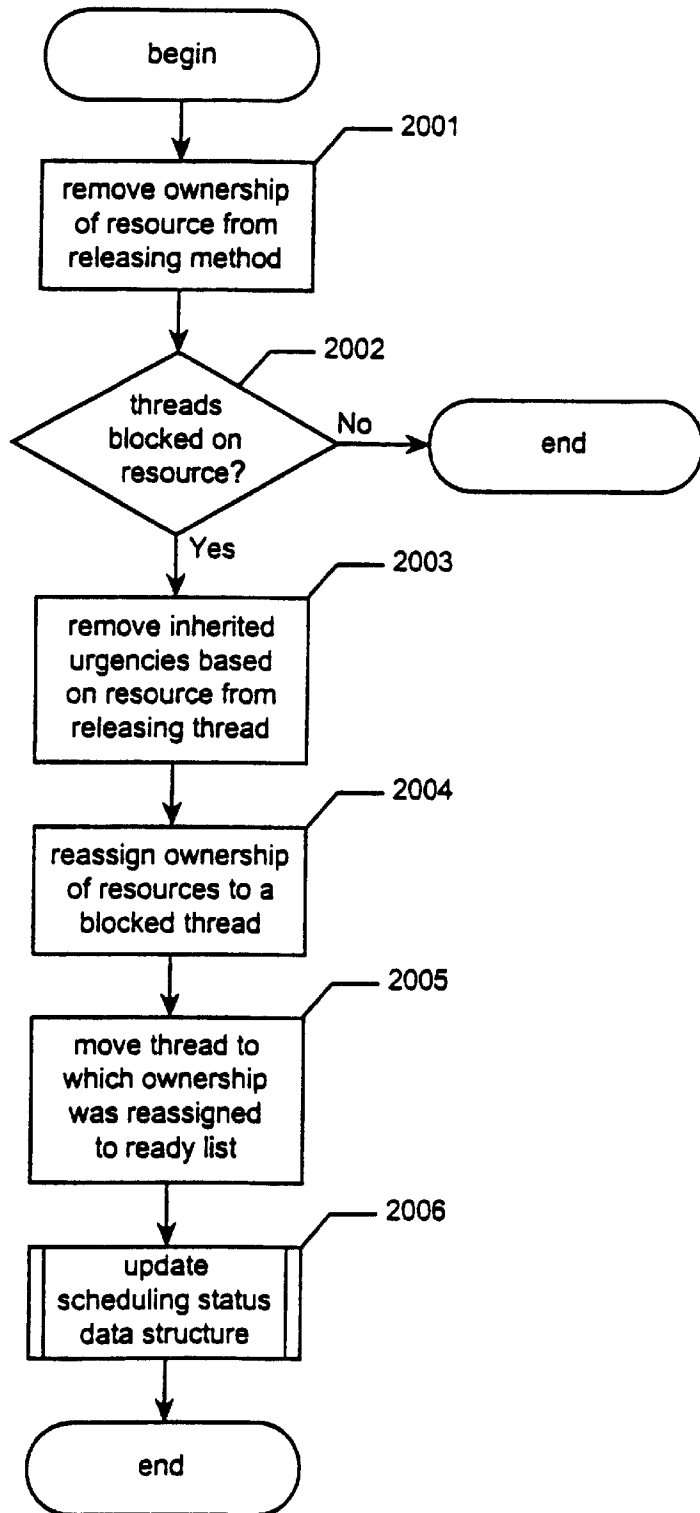 begin
2001
remove ownership
of resource from
releasing method
2002
threads
blocked on
resource?
No
end
Yes
2003
remove inherited
urgencies based
on resource from
releasing thread
2004
reassign ownership
of resources to a
blocked thread
2005
move thread to
which ownership
was reassigned
to ready list
2006
update
scheduling status
data structure
end